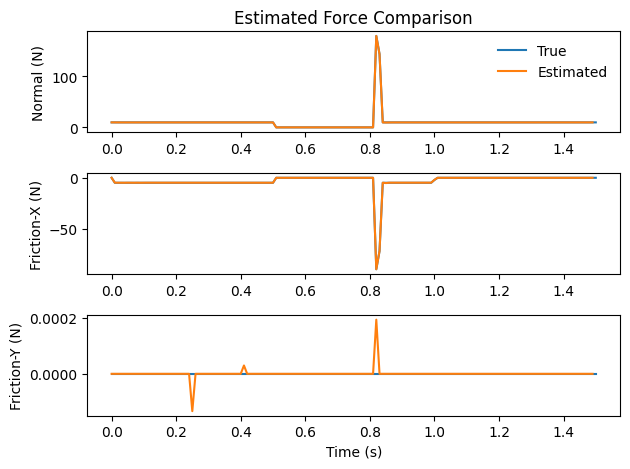 Estimated Force Comparison
Normal (N)
100
0
True
Estimated
0.0 0.2 0.4 0.6 0.8 1.0 1.2 1.4
Friction-X (N)
0
−50
0.0 0.2 0.4 0.6 0.8 1.0 1.2 1.4
Friction-Y (N)
0.0002
0.0000
0.0 0.2 0.4 0.6 0.8 1.0 1.2 1.4
Time (s)